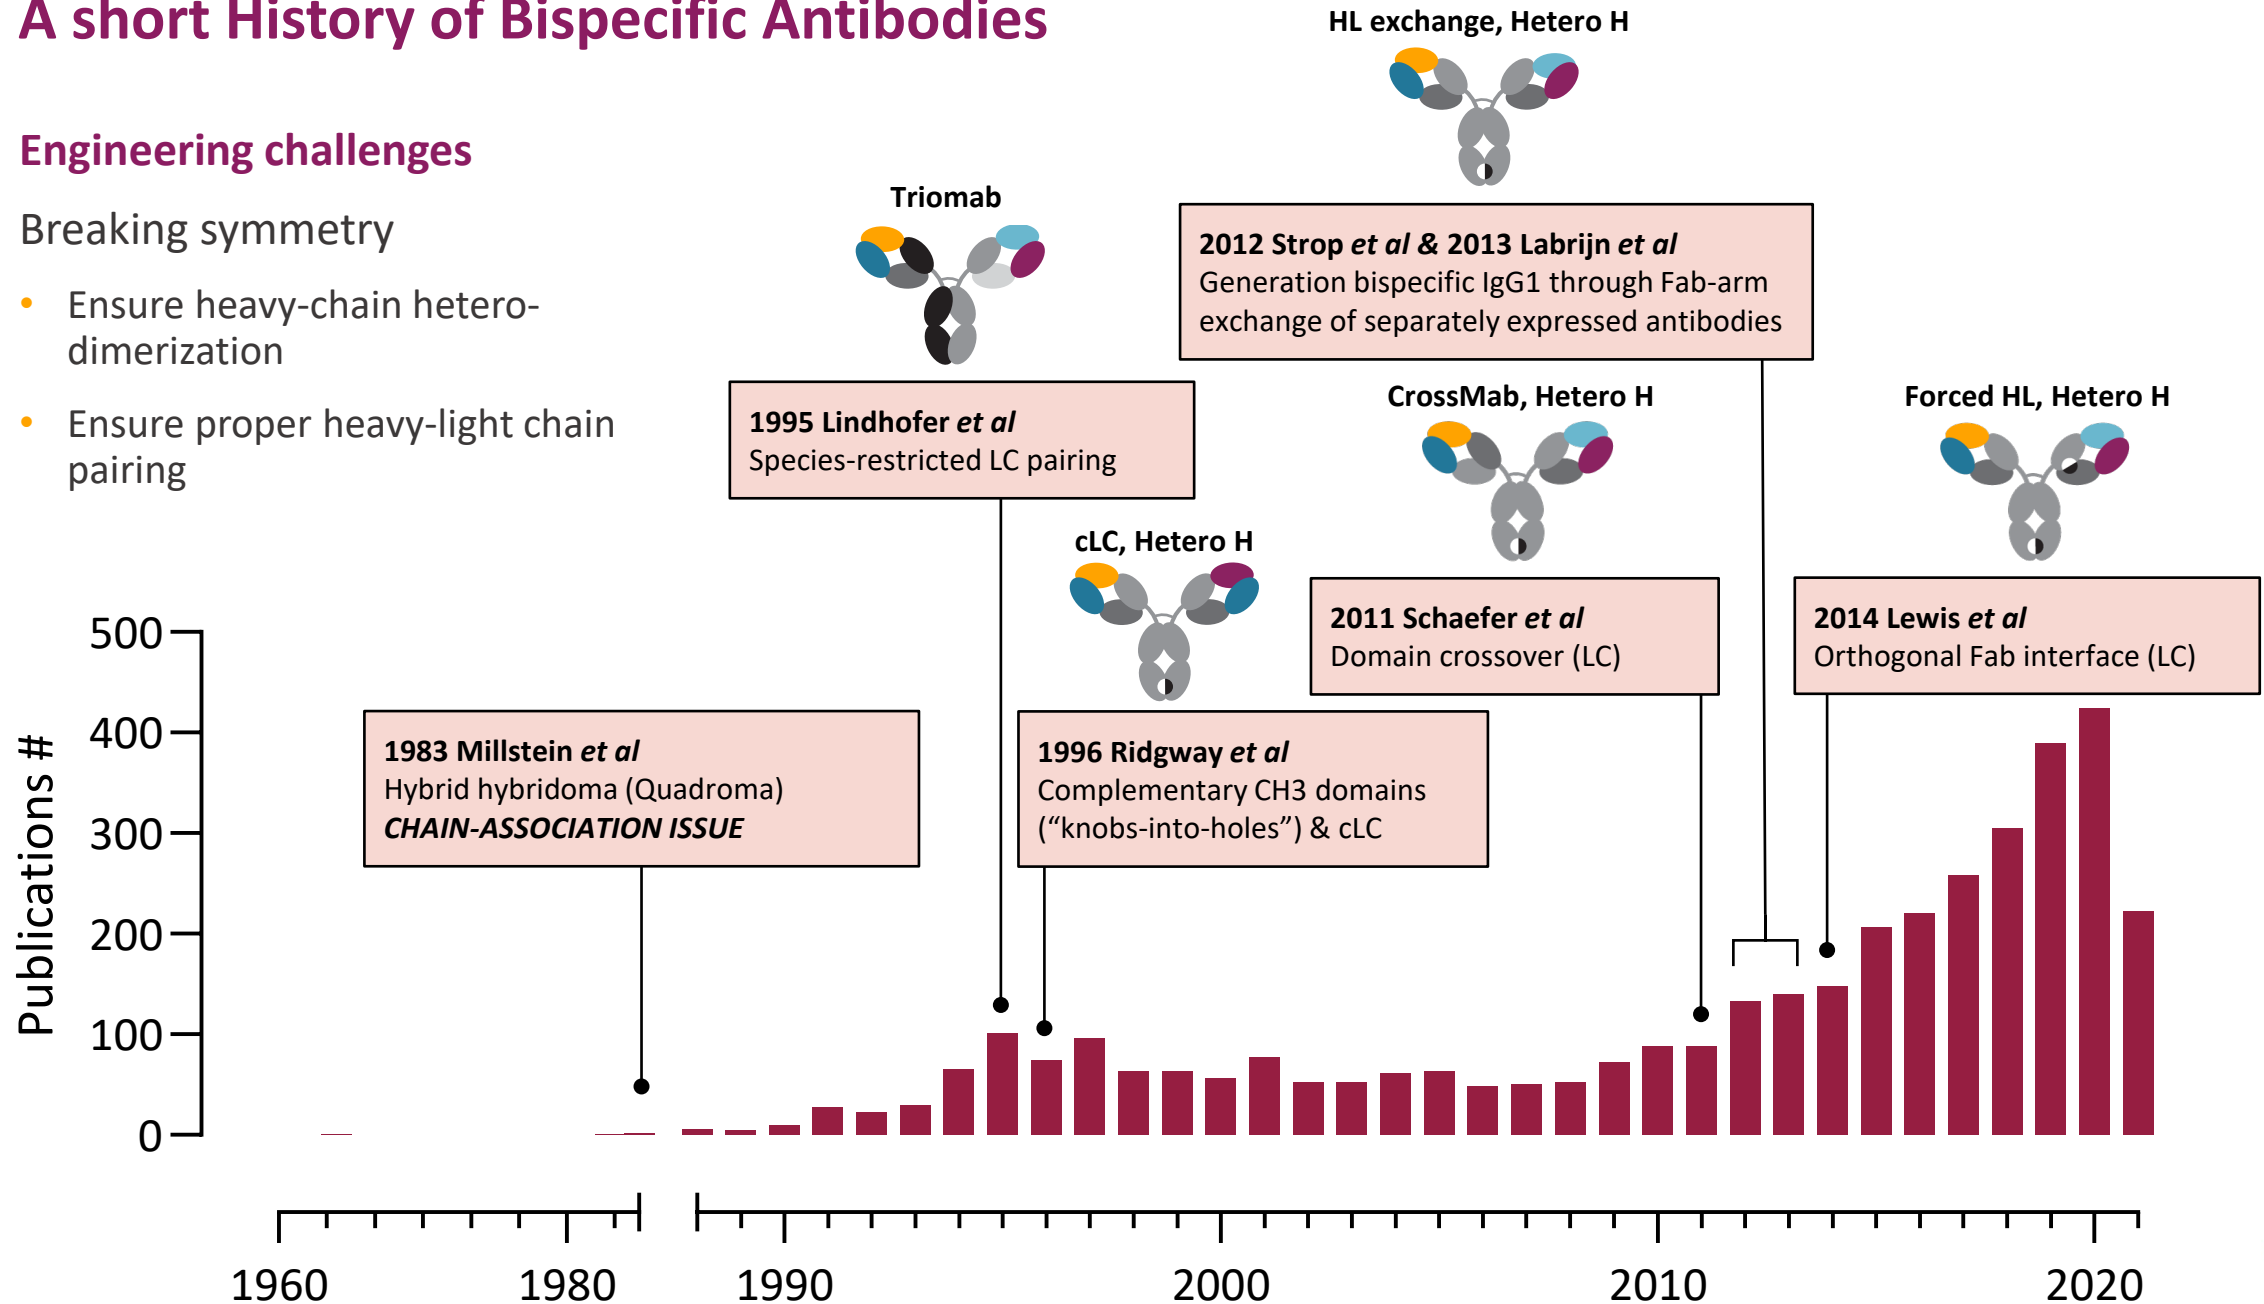 A short History of Bispecific Antibodies
Engineering challenges
Breaking symmetry
• Ensure heavy-chain hetero-
dimerization
• Ensure proper heavy-light chain
pairing
HL exchange, Hetero H
2012 Strop et al & 2013 Labrijn et al
Generation bispecific IgG1 through Fab-arm
exchange of separately expressed antibodies
Triomab
1995 Lindhofer et al
Species-restricted LC pairing
CrossMab, Hetero H
2011 Schaefer et al
Domain crossover (LC)
Forced HL, Hetero H
2014 Lewis et al
Orthogonal Fab interface (LC)
cLC, Hetero H
1996 Ridgway et al
Complementary CH3 domains
(“knobs-into-holes”) & cLC
1983 Millstein et al
Hybrid hybridoma (Quadroma)
CHAIN-ASSOCIATION ISSUE
Publications #
500
400
300
200
100
0
1960
1980
1990
2000
2010
2020